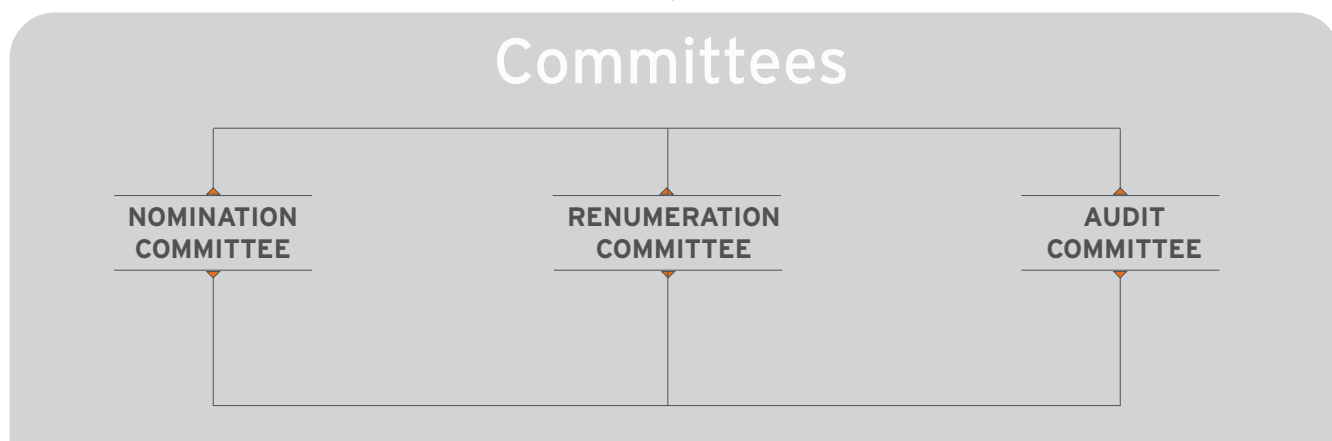 Committees
NOMINATION
COMMITTEE
RENUMERATION
COMMITTEE
AUDIT
COMMITTEE